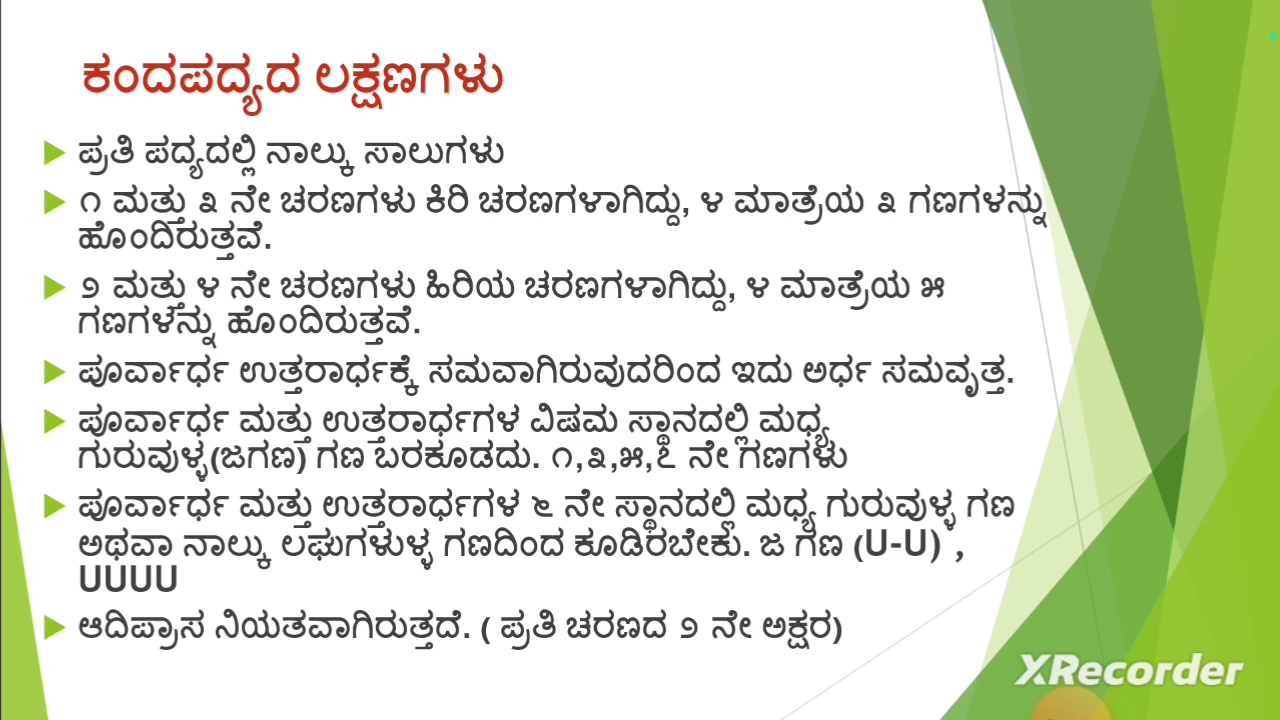 ಕಂದಪದ್ಯದ ಲಕ್ಷಣಗಳು
ಪ್ರತಿ ಪದ್ಯದಲ್ಲಿ ನಾಲ್ಕು ಸಾಲುಗಳು
೧ ಮತ್ತು ೩ ನೇ ಚರಣಗಳು ಕಿರಿ ಚರಣಗಳಾಗಿದ್ದು, ೪ ಮಾತ್ರೆಯ ೩ ಗಣಗಳನ್ನು
ಹೊಂದಿರುತ್ತವೆ.
೨ ಮತ್ತು ೪ ನೇ ಚರಣಗಳು ಹಿರಿಯ ಚರಣಗಳಾಗಿದ್ದು, ೪ ಮಾತ್ರೆಯ ೫
ಗಣಗಳನ್ನು ಹೊಂದಿರುತ್ತವೆ.
ಪೂರ್ವಾರ್ಧ ಉತ್ತರಾರ್ಧಕ್ಕೆ ಸಮವಾಗಿರುವುದರಿಂದ ಇದು ಅರ್ಧ ಸಮವೃತ್ತ.
ಪೂರ್ವಾರ್ಧ ಮತ್ತು ಉತ್ತರಾರ್ಧಗಳ ವಿಷಮ ಸ್ಥಾನದಲ್ಲಿ ಮಧ್ಯ
ಗುರುವುಳ್ಳ(ಜಗಣ) ಗಣ ಬರಕೂಡದು. ೧,೩,೫,೭ ನೇ ಗಣಗಳು
ಪೂರ್ವಾರ್ಧ ಮತ್ತು ಉತ್ತರಾರ್ಧಗಳ ೬ ನೇ ಸ್ಥಾನದಲ್ಲಿ ಮಧ್ಯ ಗುರುವುಳ್ಳ ಗಣ
ಅಥವಾ ನಾಲ್ಕು ಲಘುಗಳುಳ್ಳ ಗಣದಿಂದ ಕೂಡಿರಬೇಕು. ಜ ಗಣ (U-U) ,
UUUU
ಆದಿಪ್ರಾಸ ನಿಯತವಾಗಿರುತ್ತದೆ. ( ಪ್ರತಿ ಚರಣದ ೨ ನೇ ಅಕ್ಷರ)
XRecorder